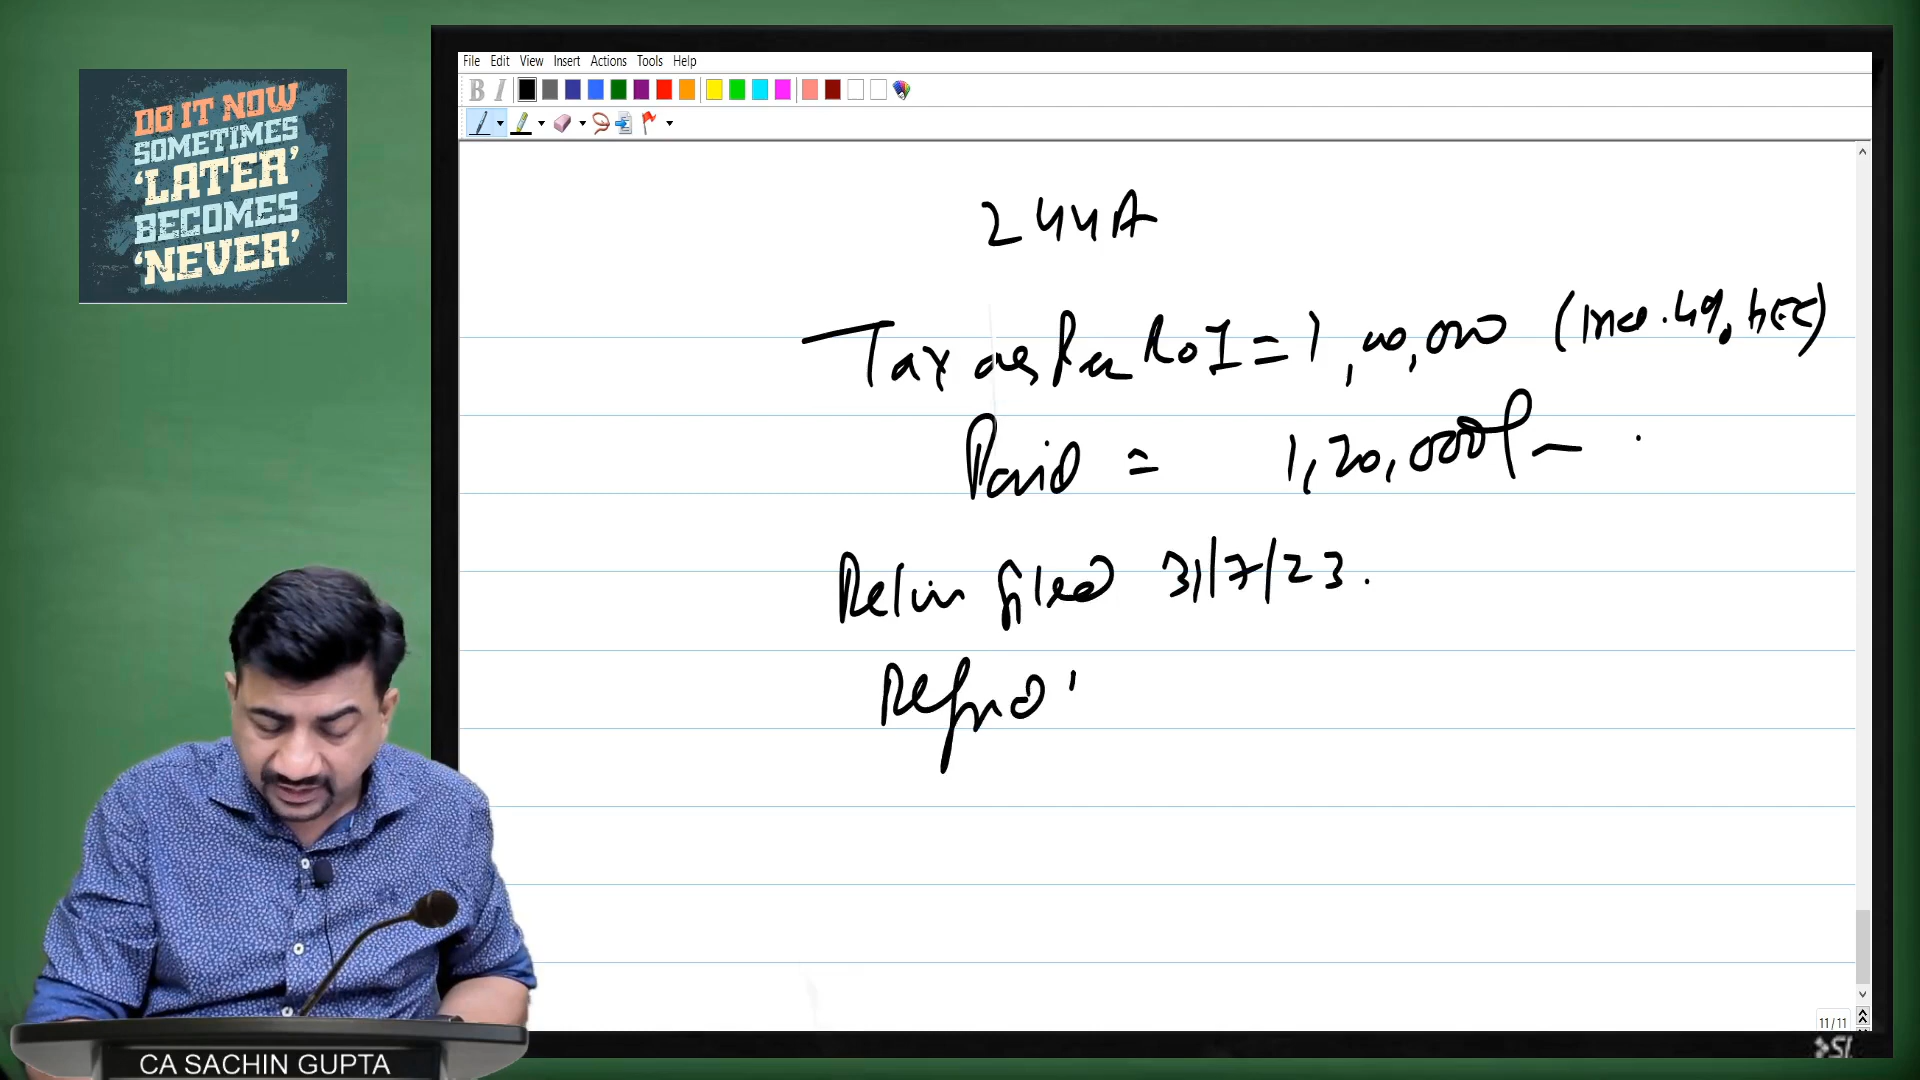 DO IT NOW
SOMETIMES
'LATER'
BECOMES
'NEVER'
File Edit View Insert Actions Tools Help
B I
244A
Tax as Per RoI = 1,00,000 (Incl. 4% HEC)
Paid = 1,20,000/-
Return filed 31/7/23.
Refund
11/11
CA SACHIN GUPTA